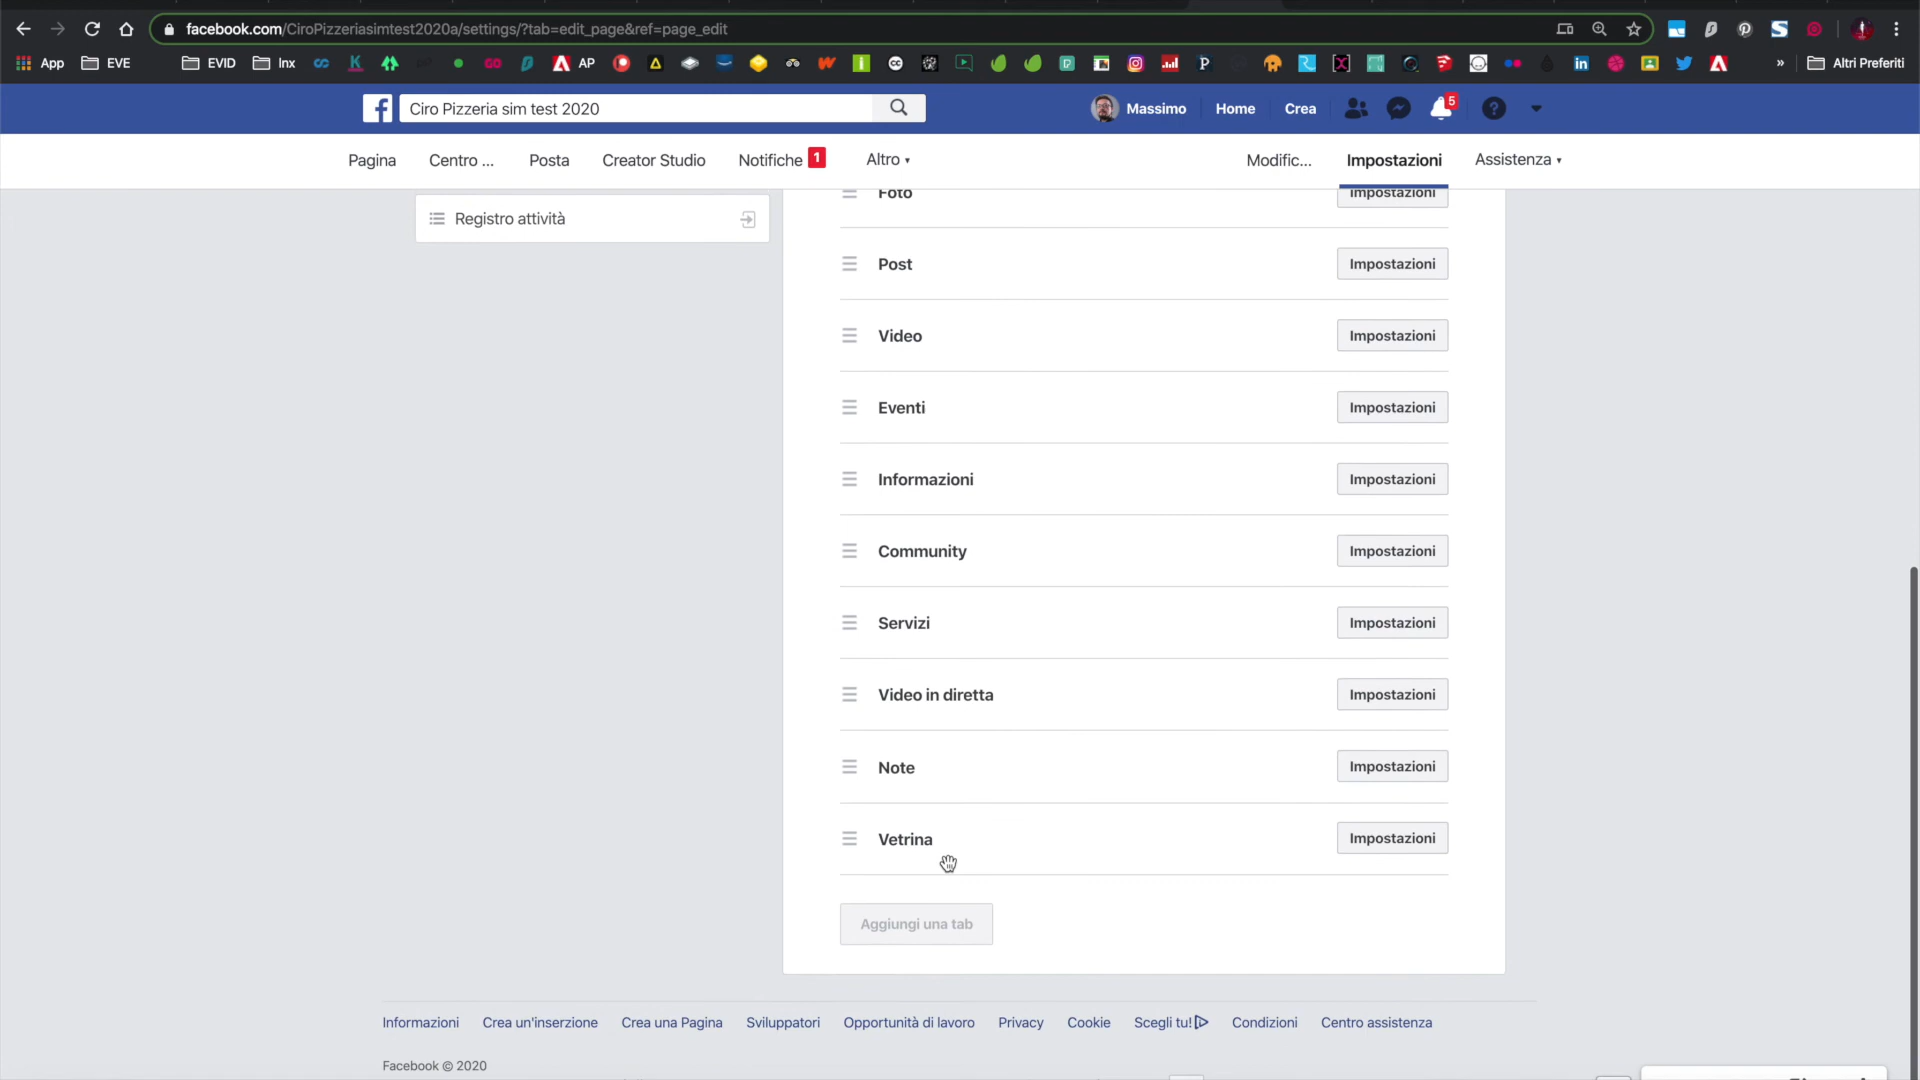 facebook.com/CiroPizzeriasimtest2020a/settings/?tab=edit_page&ref=page_edit
App EVE EVID Inx AP Altri Preferiti
Ciro Pizzeria sim test 2020 Massimo Home Crea 5
Pagina Centro ... Posta Creator Studio Notifiche 1 Altro Modific... Impostazioni Assistenza
Foto Impostazioni
Registro attività
Post Impostazioni
Video Impostazioni
Eventi Impostazioni
Informazioni Impostazioni
Community Impostazioni
Servizi Impostazioni
Video in diretta Impostazioni
Note Impostazioni
Vetrina Impostazioni
Aggiungi una tab
Informazioni Crea un'inserzione Crea una Pagina Sviluppatori Opportunità di lavoro Privacy Cookie Scegli tu! Condizioni Centro assistenza
Facebook © 2020